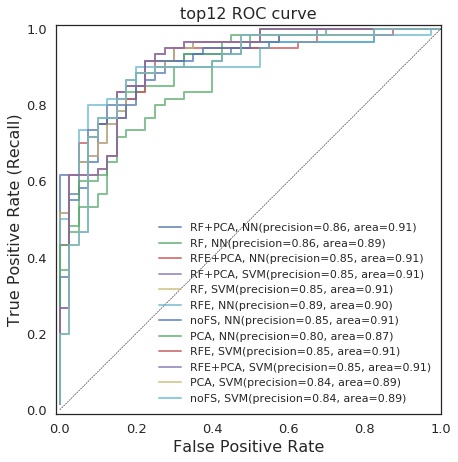 top12 ROC curve
1.0
0.8
0.6
0.4
0.2
0.0
True Positive Rate (Recall)
RF+PCA, NN(precision=0.86, area=0.91)
RF, NN(precision=0.86, area=0.89)
RFE+PCA, NN(precision=0.85, area=0.91)
RF+PCA, SVM(precision=0.85, area=0.91)
RF, SVM(precision=0.85, area=0.91)
RFE, NN(precision=0.89, area=0.90)
noFS, NN(precision=0.85, area=0.91)
PCA, NN(precision=0.80, area=0.87)
RFE, SVM(precision=0.85, area=0.91)
RFE+PCA, SVM(precision=0.85, area=0.91)
PCA, SVM(precision=0.84, area=0.89)
noFS, SVM(precision=0.84, area=0.89)
0.0 0.2 0.4 0.6 0.8 1.0
False Positive Rate